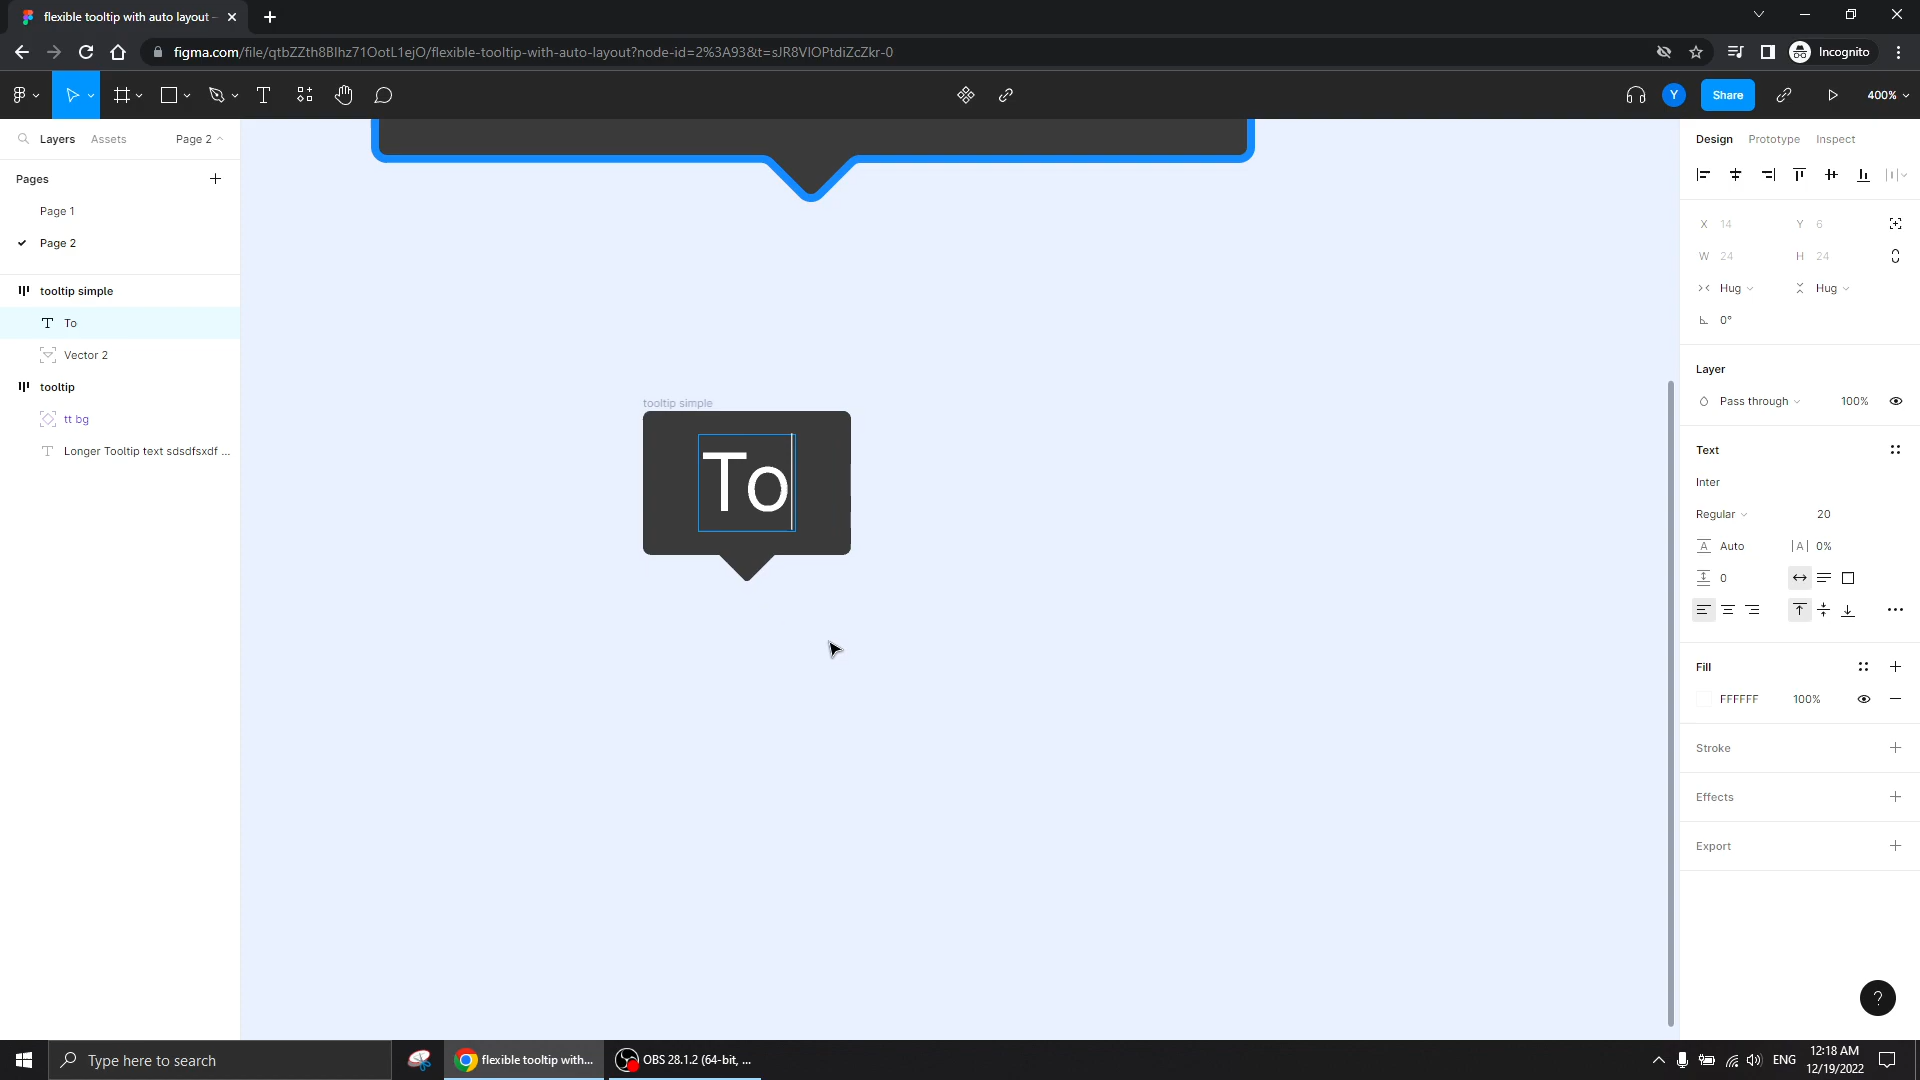 flexible tooltip with auto layout –
figma.com/file/qtbZZth8Blhz71OotL1ejO/flexible-tooltip-with-auto-layout?node-id=2%3A93&t=sJR8VlOPtdiZcZkr-0
Incognito
Y
Share
400%
Layers
Assets
Page 2
Design
Prototype
Inspect
Pages
Page 1
Page 2
X 14
Y 6
W 24
H 24
Hug
Hug
0°
tooltip simple
To
Vector 2
tooltip
tt bg
Longer Tooltip text sdsdfsxdf ...
tooltip simple
To
Layer
Pass through
100%
Text
Inter
Regular
20
Auto
0%
0
Fill
FFFFFF
100%
Stroke
Effects
Export
?
Type here to search
flexible tooltip with...
OBS 28.1.2 (64-bit, ...
ENG
12:18 AM
12/19/2022